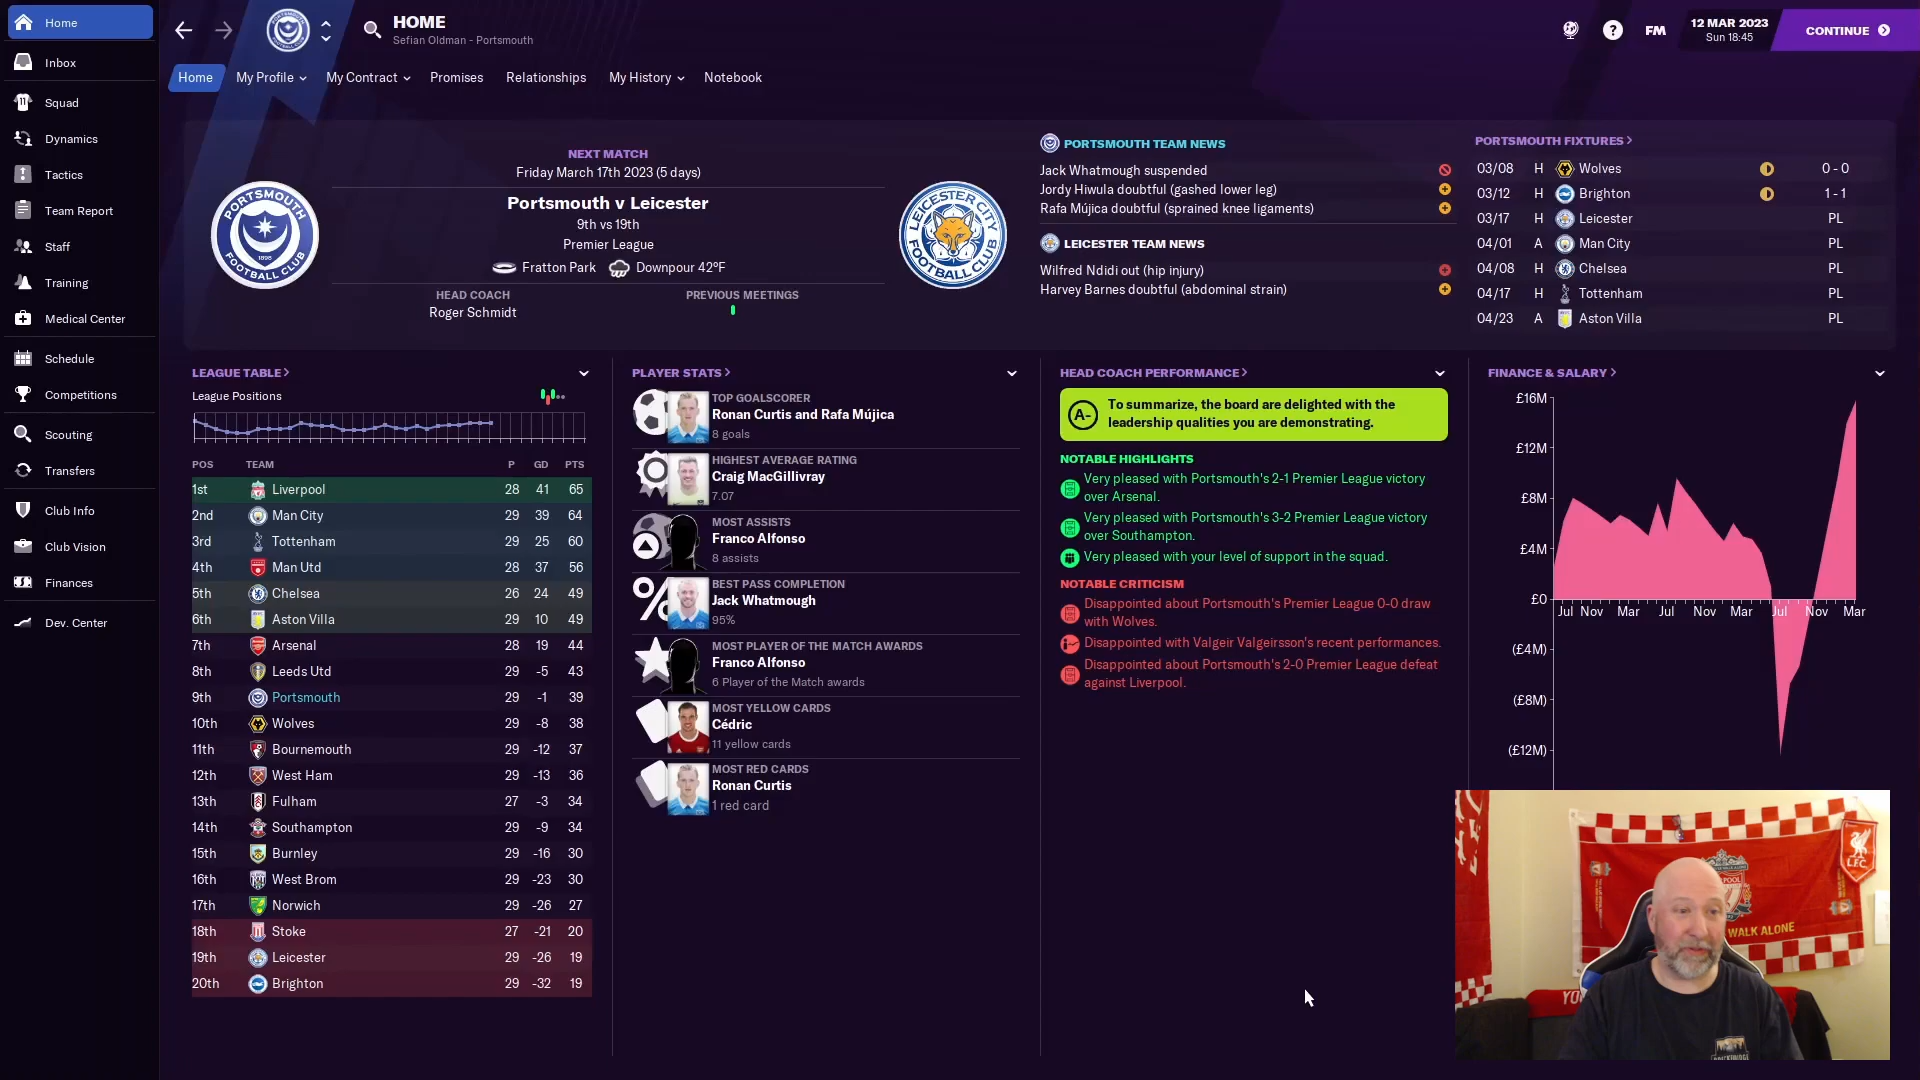 Home
Inbox
Squad
Dynamics
Tactics
Team Report
Staff
Training
Medical Center
Schedule
Competitions
Scouting
Transfers
Club Info
Club Vision
Finances
Dev. Center
HOME
Sefian Oldman - Portsmouth
FM
12 MAR 2023
Sun 18:45
CONTINUE
Home My Profile My Contract Promises Relationships My History Notebook
NEXT MATCH
Friday March 17th 2023 (5 days)
Portsmouth v Leicester
9th vs 19th
Premier League
Fratton Park Downpour 42ºF
HEAD COACH
Roger Schmidt
PREVIOUS MEETINGS
PORTSMOUTH
FOOTBALL CLUB
1898
LEICESTER CITY
FOOTBALL CLUB
PORTSMOUTH TEAM NEWS
Jack Whatmough suspended
Jordy Hiwula doubtful (gashed lower leg)
Rafa Mújica doubtful (sprained knee ligaments)
LEICESTER TEAM NEWS
Wilfred Ndidi out (hip injury)
Harvey Barnes doubtful (abdominal strain)
PORTSMOUTH FIXTURES
03/08 H Wolves 0 - 0
03/12 H Brighton 1 - 1
03/17 H Leicester PL
04/01 A Man City PL
04/08 H Chelsea PL
04/17 H Tottenham PL
04/23 A Aston Villa PL
LEAGUE TABLE
League Positions
POS TEAM P GD PTS
1st Liverpool 28 41 65
2nd Man City 29 39 64
3rd Tottenham 29 25 60
4th Man Utd 28 37 56
5th Chelsea 26 24 49
6th Aston Villa 29 10 49
7th Arsenal 28 19 44
8th Leeds Utd 29 -5 43
9th Portsmouth 29 -1 39
10th Wolves 29 -8 38
11th Bournemouth 29 -12 37
12th West Ham 29 -13 36
13th Fulham 27 -3 34
14th Southampton 29 -9 34
15th Burnley 29 -16 30
16th West Brom 29 -23 30
17th Norwich 29 -26 27
18th Stoke 27 -21 20
19th Leicester 29 -26 19
20th Brighton 29 -32 19
PLAYER STATS
TOP GOALSCORER
Ronan Curtis and Rafa Mújica
8 goals
HIGHEST AVERAGE RATING
Craig MacGillivray
7.07
MOST ASSISTS
Franco Alfonso
8 assists
BEST PASS COMPLETION
Jack Whatmough
95%
MOST PLAYER OF THE MATCH AWARDS
Franco Alfonso
6 Player of the Match awards
MOST YELLOW CARDS
Cédric
11 yellow cards
MOST RED CARDS
Ronan Curtis
1 red card
HEAD COACH PERFORMANCE
A-
To summarize, the board are delighted with the
leadership qualities you are demonstrating.
NOTABLE HIGHLIGHTS
Very pleased with Portsmouth's 2-1 Premier League victory
over Arsenal.
Very pleased with Portsmouth's 3-2 Premier League victory
over Southampton.
Very pleased with your level of support in the squad.
NOTABLE CRITICISM
Disappointed about Portsmouth's Premier League 0-0 draw
with Wolves.
Disappointed with Valgeir Valgeirsson's recent performances.
Disappointed about Portsmouth's 2-0 Premier League defeat
against Liverpool.
FINANCE & SALARY
£16M
£12M
£8M
£4M
£0
Jul Nov Mar Jul Nov Mar Jul Nov Mar
(£4M)
(£8M)
(£12M)
L.F.C.
WALK ALONE